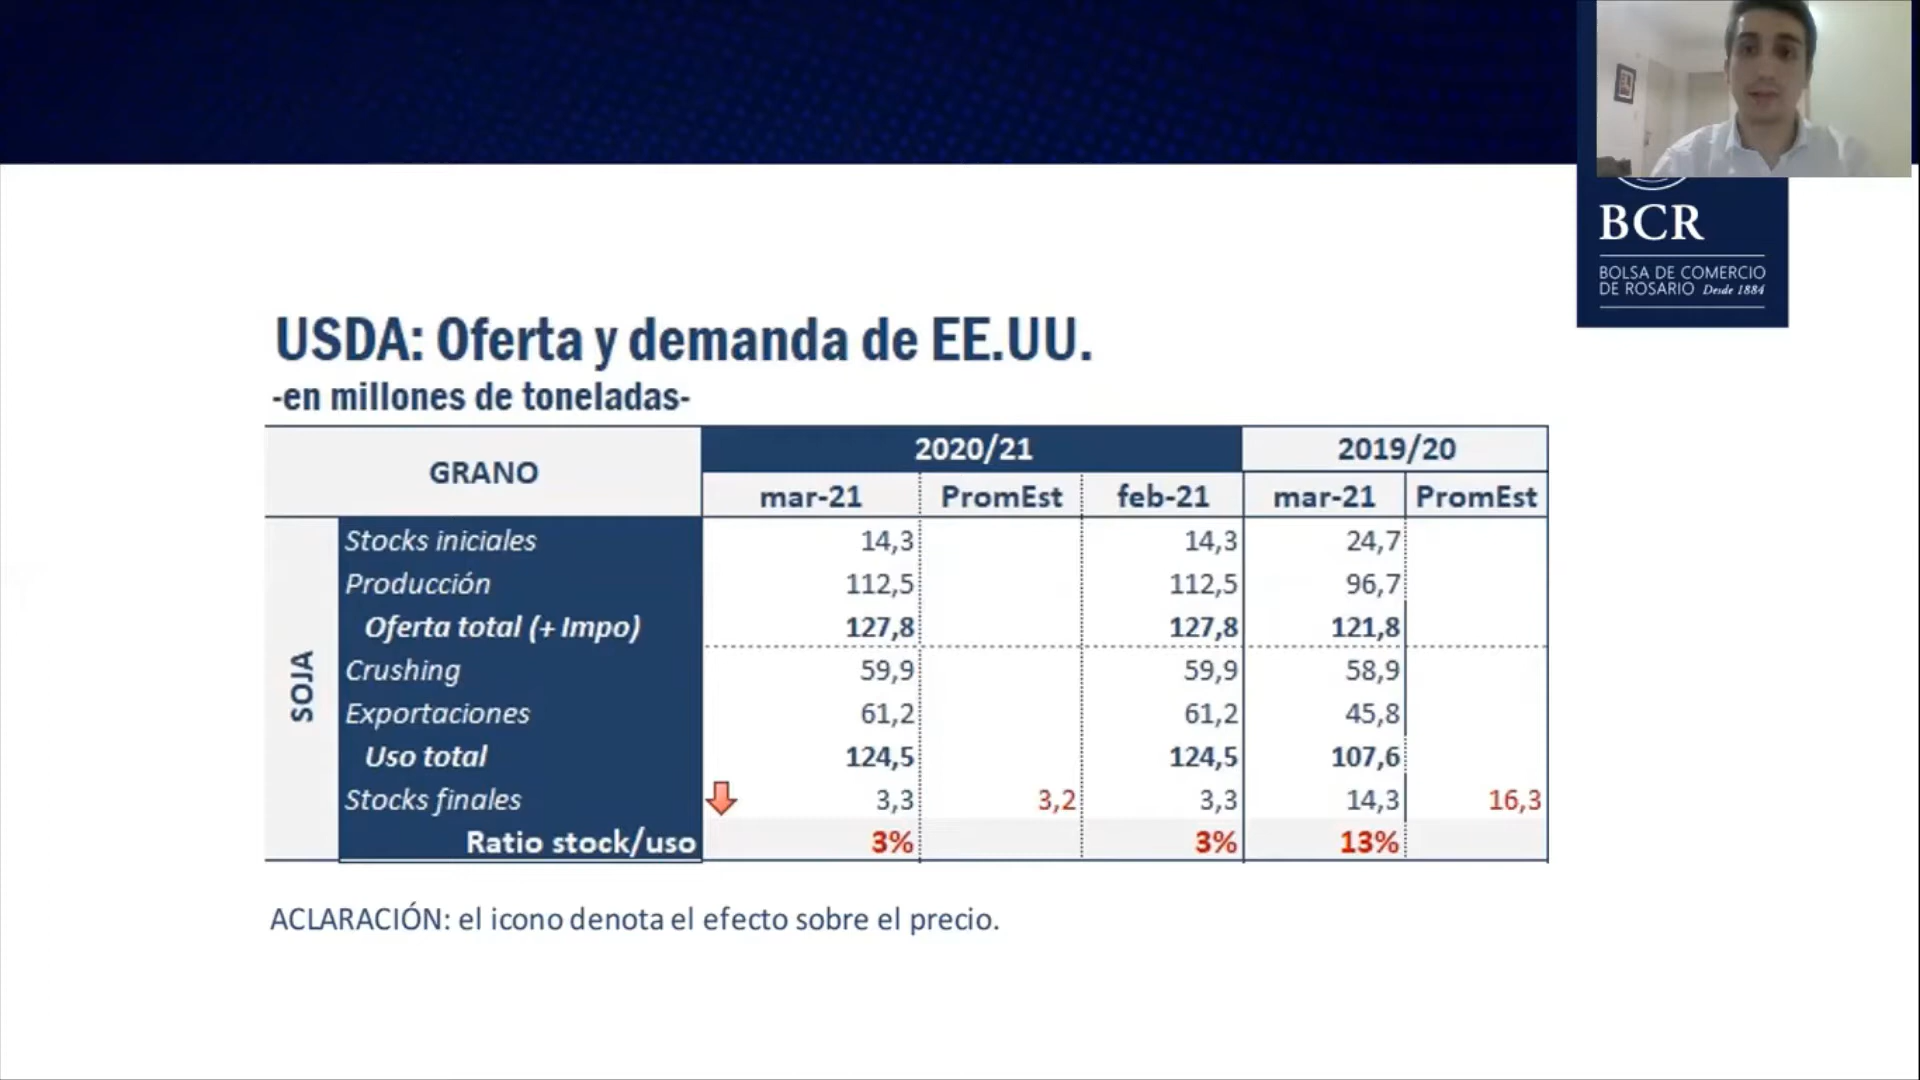 BCR
BOLSA DE COMERCIO
DE ROSARIO Desde 1884
USDA: Oferta y demanda de EE.UU.
-en millones de toneladas-
GRANO 2020/21 2019/20
mar-21 PromEst feb-21 mar-21 PromEst
SOJA
Stocks iniciales 14,3 14,3 24,7
Producción 112,5 112,5 96,7
Oferta total (+ Impo) 127,8 127,8 121,8
Crushing 59,9 59,9 58,9
Exportaciones 61,2 61,2 45,8
Uso total 124,5 124,5 107,6
Stocks finales 3,3 3,2 3,3 14,3 16,3
Ratio stock/uso 3% 3% 13%
ACLARACIÓN: el icono denota el efecto sobre el precio.